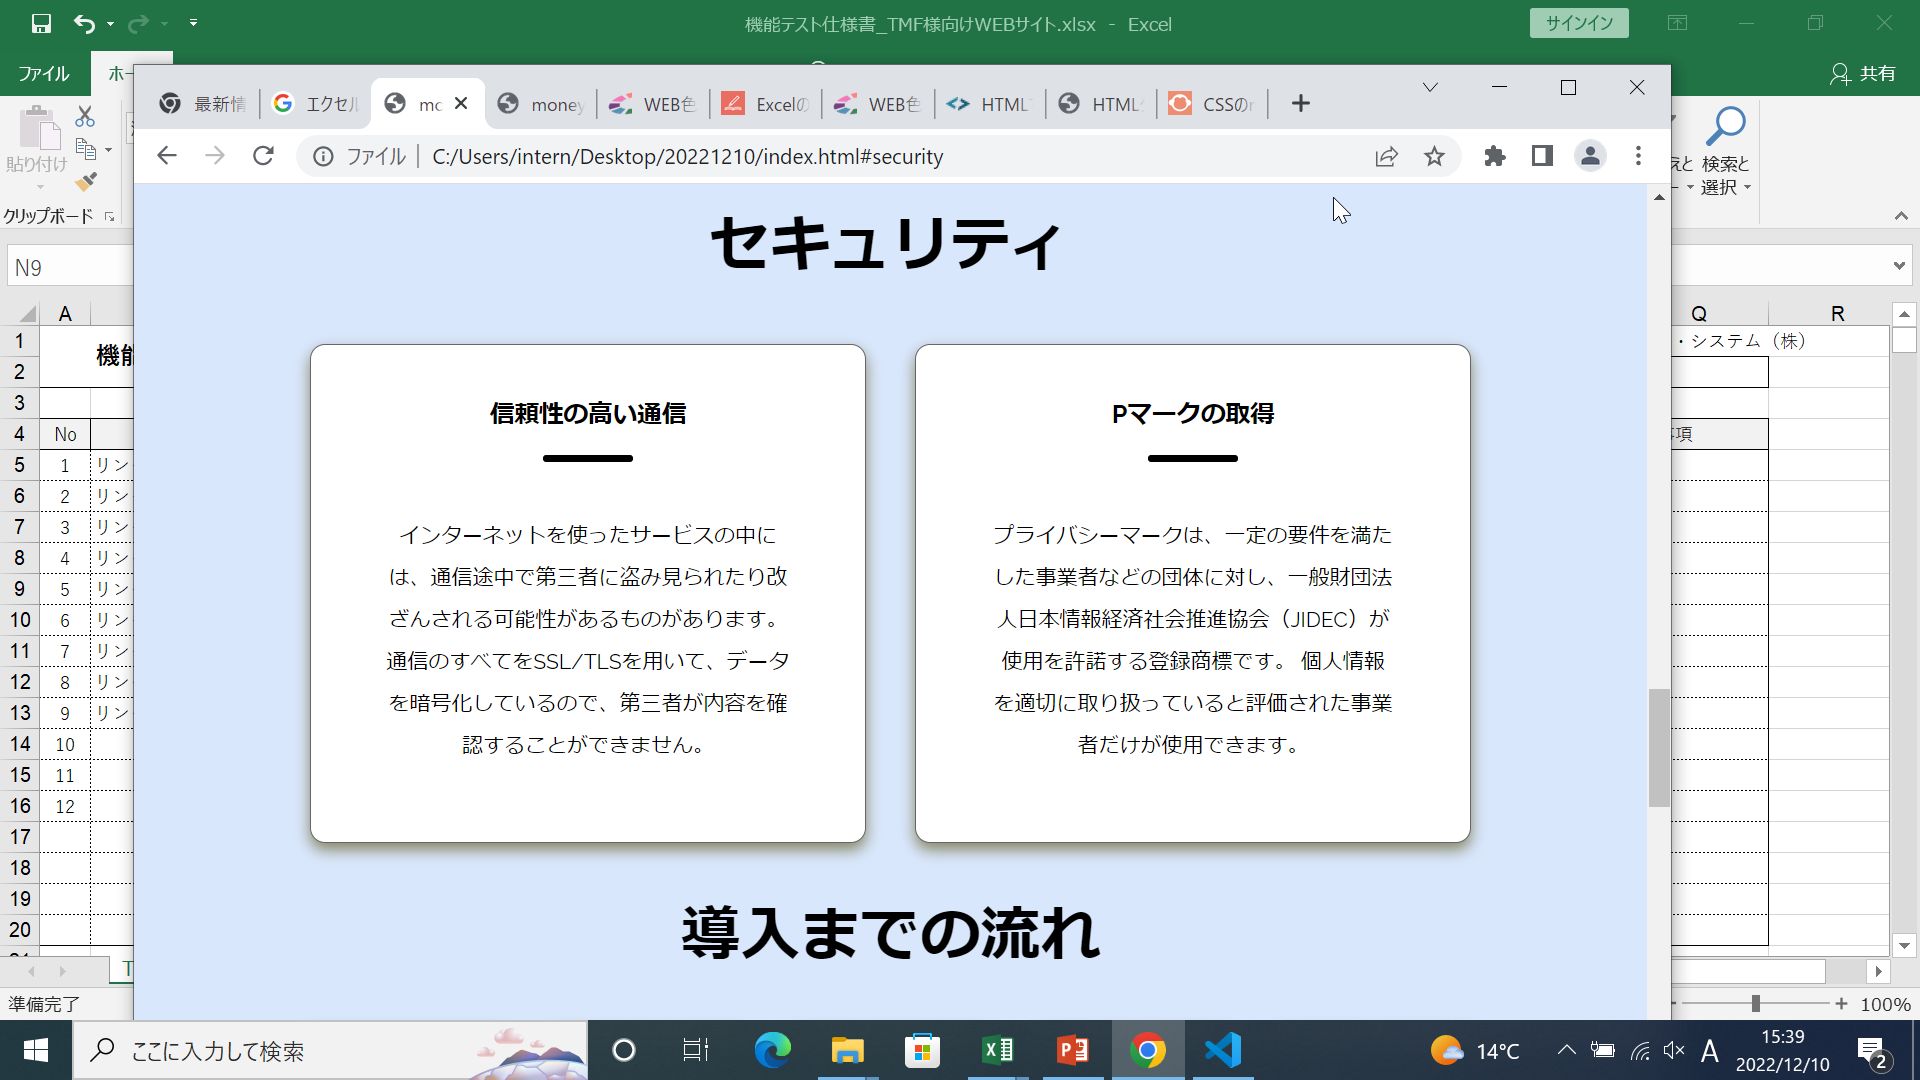 機能テスト仕様書_TMF様向けWEBサイト.xlsx - Excel
サインイン
ファイル
ホー
共有
最新情
エクセル
mo
money
WEB色
Excelの
WEB色
HTML
HTML
CSSの
ファイル
C:/Users/intern/Desktop/20221210/index.html#security
貼り付け
クリップボード
えと
検索と
選択
N9
A
Q
R
セキュリティ
信頼性の高い通信
インターネットを使ったサービスの中に
は、通信途中で第三者に盗み見られたり改
ざんされる可能性があるものがあります。
通信のすべてをSSL/TLSを用いて、データ
を暗号化しているので、第三者が内容を確
認することができません。
Pマークの取得
プライバシーマークは、一定の要件を満た
した事業者などの団体に対し、一般財団法
人日本情報経済社会推進協会（JIDEC）が
使用を許諾する登録商標です。 個人情報
を適切に取り扱っていると評価された事業
者だけが使用できます。
導入までの流れ
1 機能
・システム（株）
2
3
4 No
項
5 1 リン
6 2 リン
7 3 リン
8 4 リン
9 5 リン
10 6 リン
11 7 リン
12 8 リン
13 9 リン
14 10
15 11
16 12
17
18
19
20
T
準備完了
100%
ここに入力して検索
14°C
A
15:39
2022/12/10
2